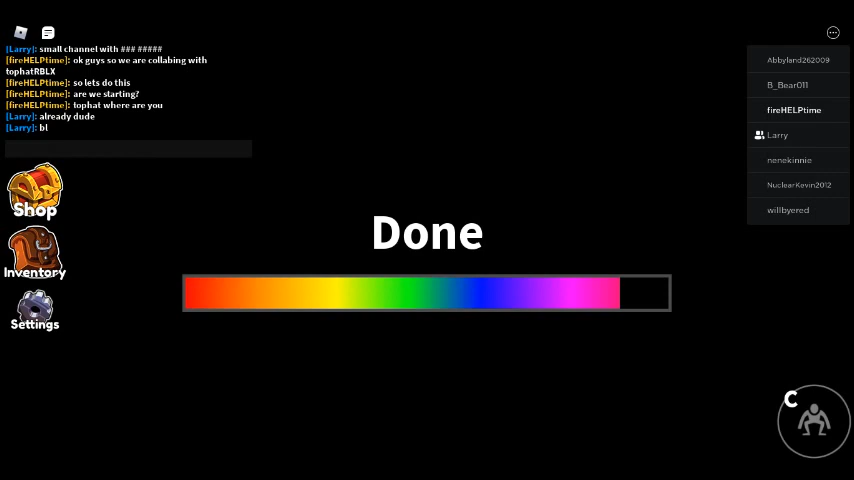 [Larry]: small channel with ### #####
[fireHELPtime]: ok guys so we are collabing with
tophatRBLX
[fireHELPtime]: so lets do this
[fireHELPtime]: are we starting?
[fireHELPtime]: tophat where are you
[Larry]: already dude
[Larry]: bl
Shop
Inventory
Settings
Done
Abbyland262009
B_Bear011
fireHELPtime
Larry
nenekinnie
NuclearKevin2012
willbyered
C